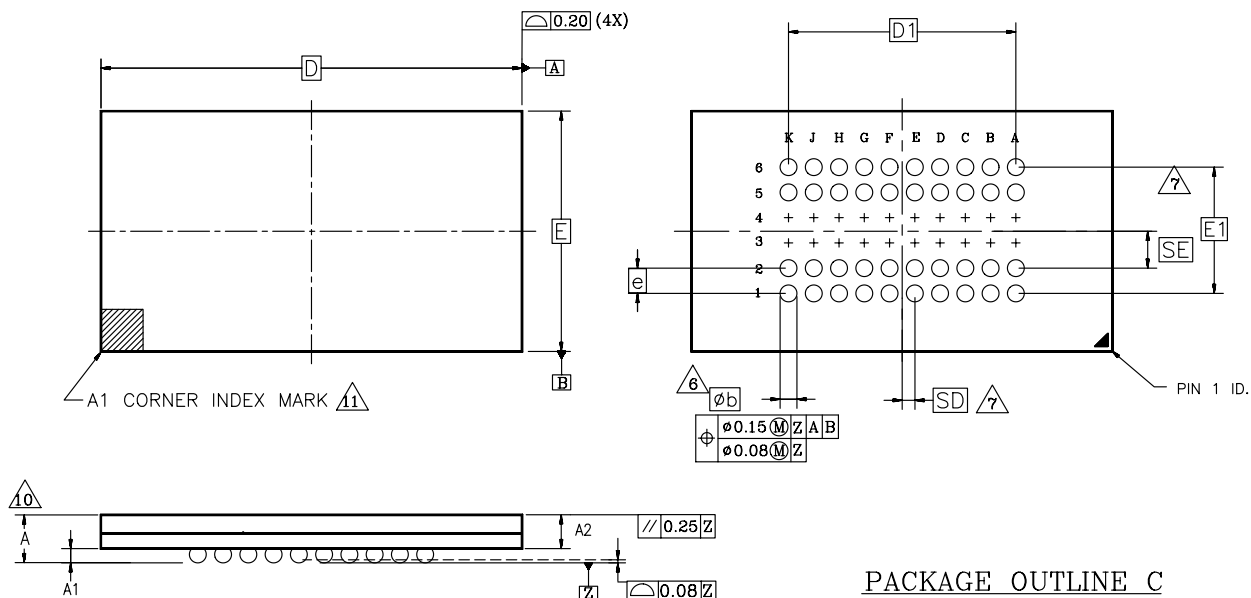 ⌓ 0.20 (4X)
D
A
E
B
A1 CORNER INDEX MARK 11
D1
K J H G F E D C B A
6
5
4
3
2
1
7
E1
SE
e
6
øb
SD
7
PIN 1 ID.
⌖ ø0.15 Ⓜ Z A B
ø0.08 Ⓜ Z
10
A
A1
A2
// 0.25 Z
Z
⌓ 0.08 Z
PACKAGE OUTLINE C